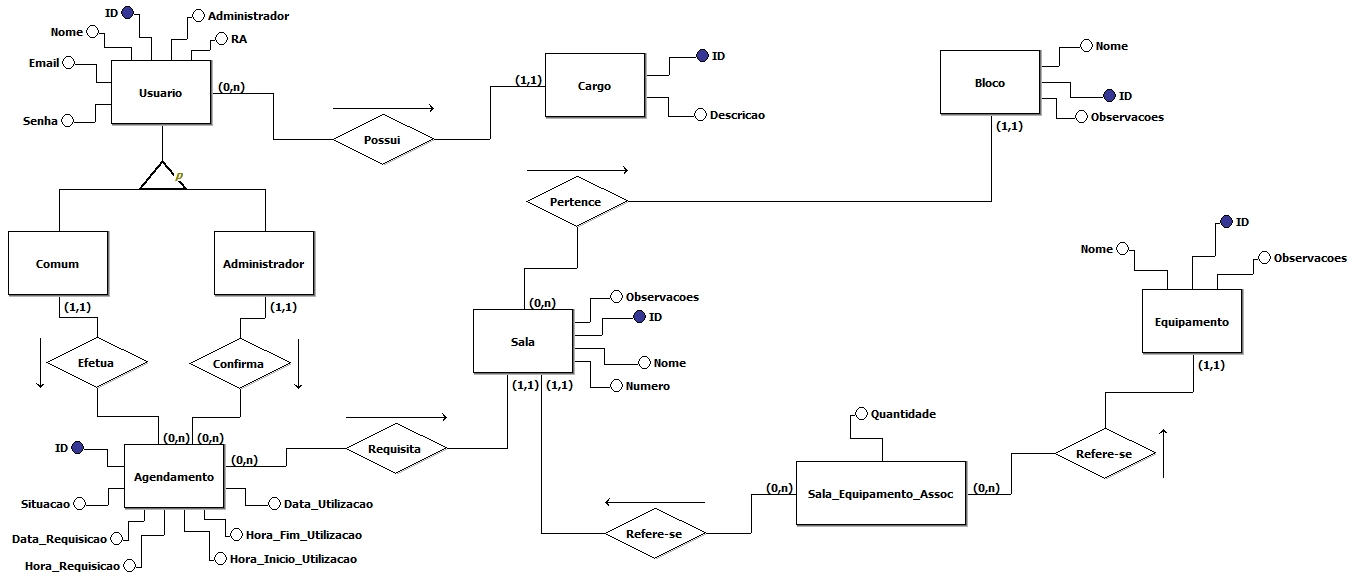 ID
Administrador
Nome
RA
Email
Usuario
(0,n)
Senha
Possui
(1,1)
Cargo
ID
Descricao
Bloco
Nome
ID
Observacoes
(1,1)
p
Pertence
Comum
Administrador
(1,1)
(1,1)
Efetua
Confirma
(0,n)
Observacoes
ID
Sala
Nome
Numero
(1,1)
(1,1)
Nome
ID
Observacoes
Equipamento
(1,1)
(0,n)
(0,n)
ID
Agendamento
(0,n)
Requisita
Situacao
Data_Utilizacao
Data_Requisicao
Hora_Fim_Utilizacao
Hora_Requisicao
Hora_Inicio_Utilizacao
Quantidade
(0,n)
Sala_Equipamento_Assoc
(0,n)
Refere-se
Refere-se